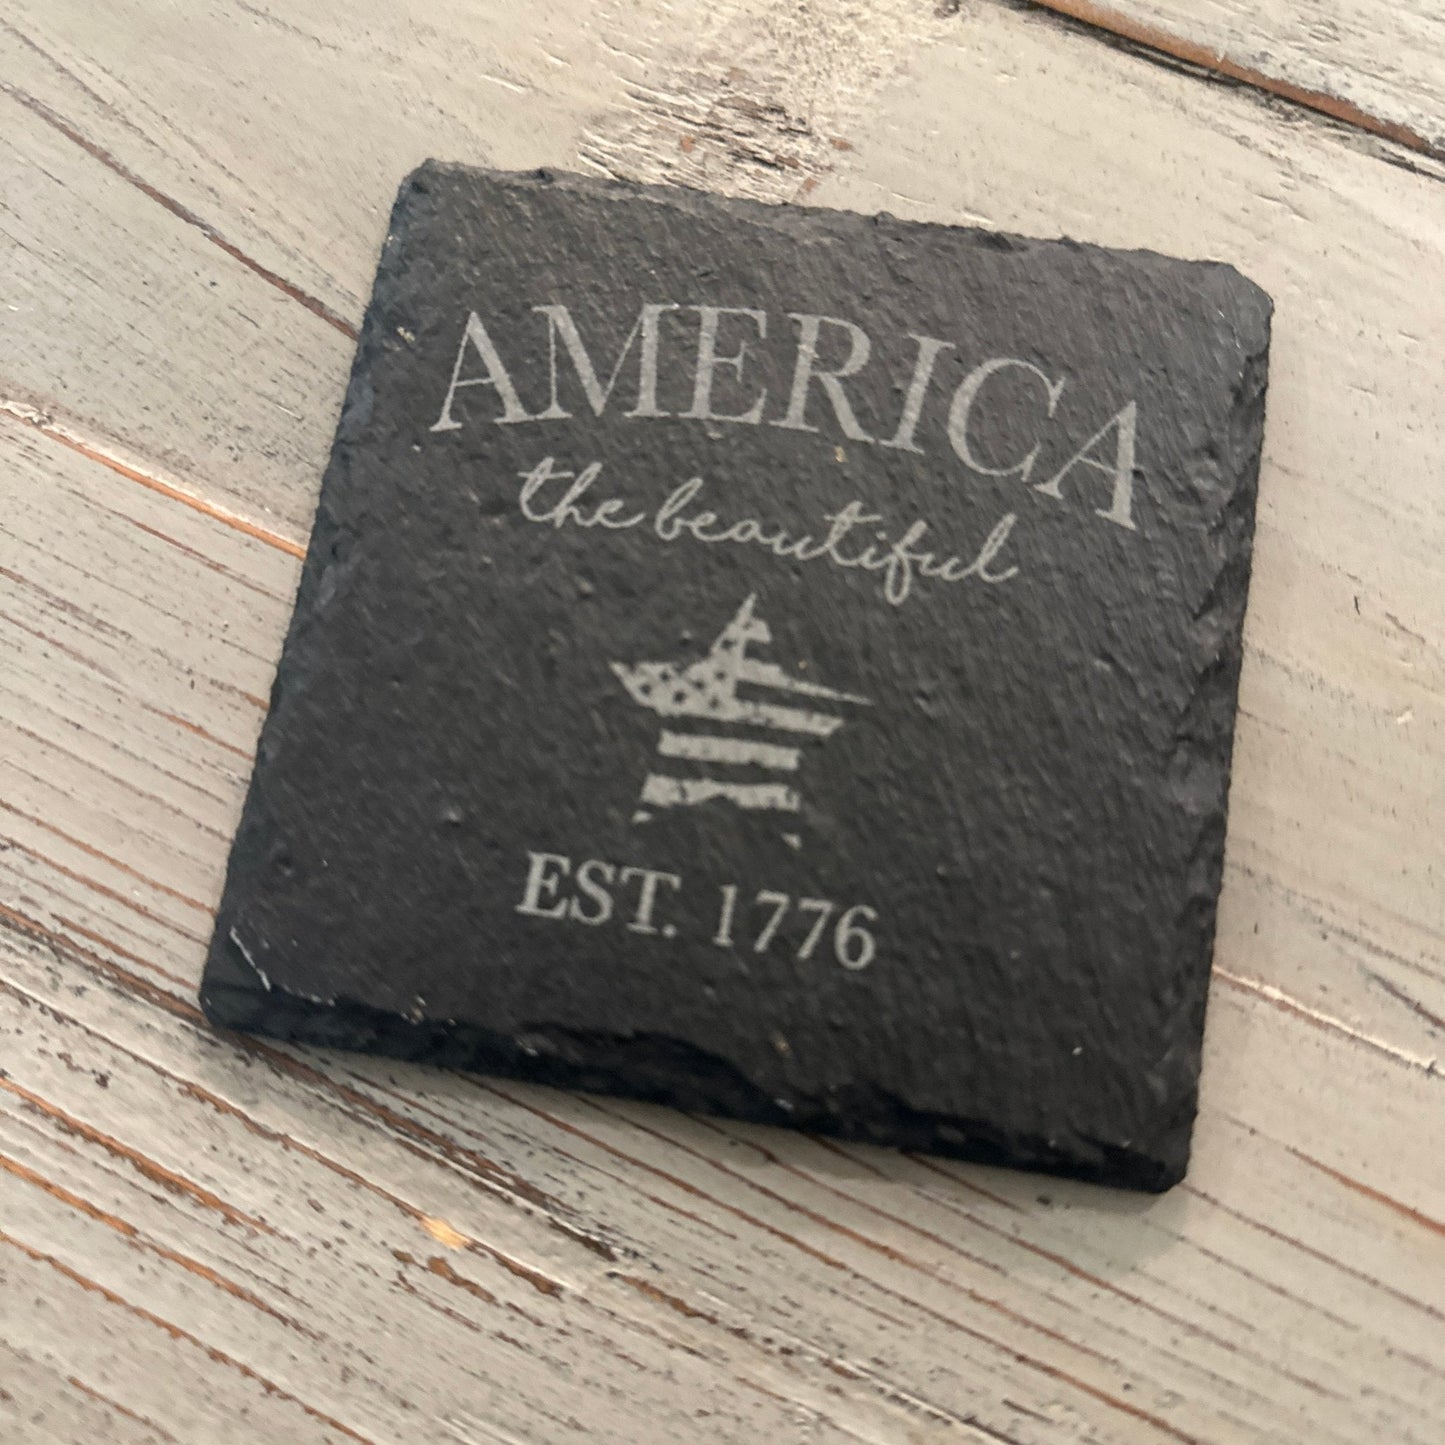 AMERICA
the beautiful
EST. 1776